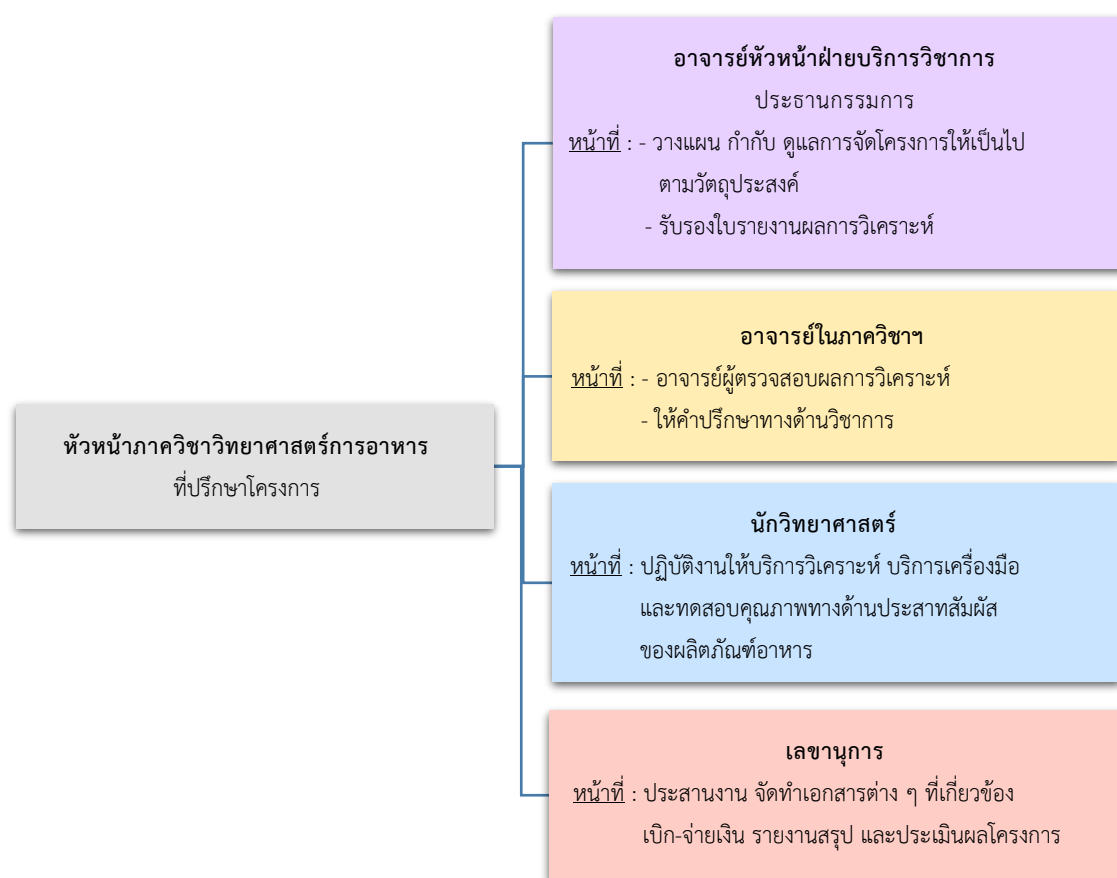 อาจารย์หัวหน้าฝ่ายบริการวิชาการ
ประธานกรรมการ
หน้าที่ : - วางแผน กำกับ ดูแลการจัดโครงการให้เป็นไป
ตามวัตถุประสงค์
- รับรองใบรายงานผลการวิเคราะห์
อาจารย์ในภาควิชาฯ
หน้าที่ : - อาจารย์ผู้ตรวจสอบผลการวิเคราะห์
- ให้คำปรึกษาทางด้านวิชาการ
หัวหน้าภาควิชาวิทยาศาสตร์การอาหาร
ที่ปรึกษาโครงการ
นักวิทยาศาสตร์
หน้าที่ : ปฏิบัติงานให้บริการวิเคราะห์ บริการเครื่องมือ
และทดสอบคุณภาพทางด้านประสาทสัมผัส
ของผลิตภัณฑ์อาหาร
เลขานุการ
หน้าที่ : ประสานงาน จัดทำเอกสารต่าง ๆ ที่เกี่ยวข้อง
เบิก-จ่ายเงิน รายงานสรุป และประเมินผลโครงการ